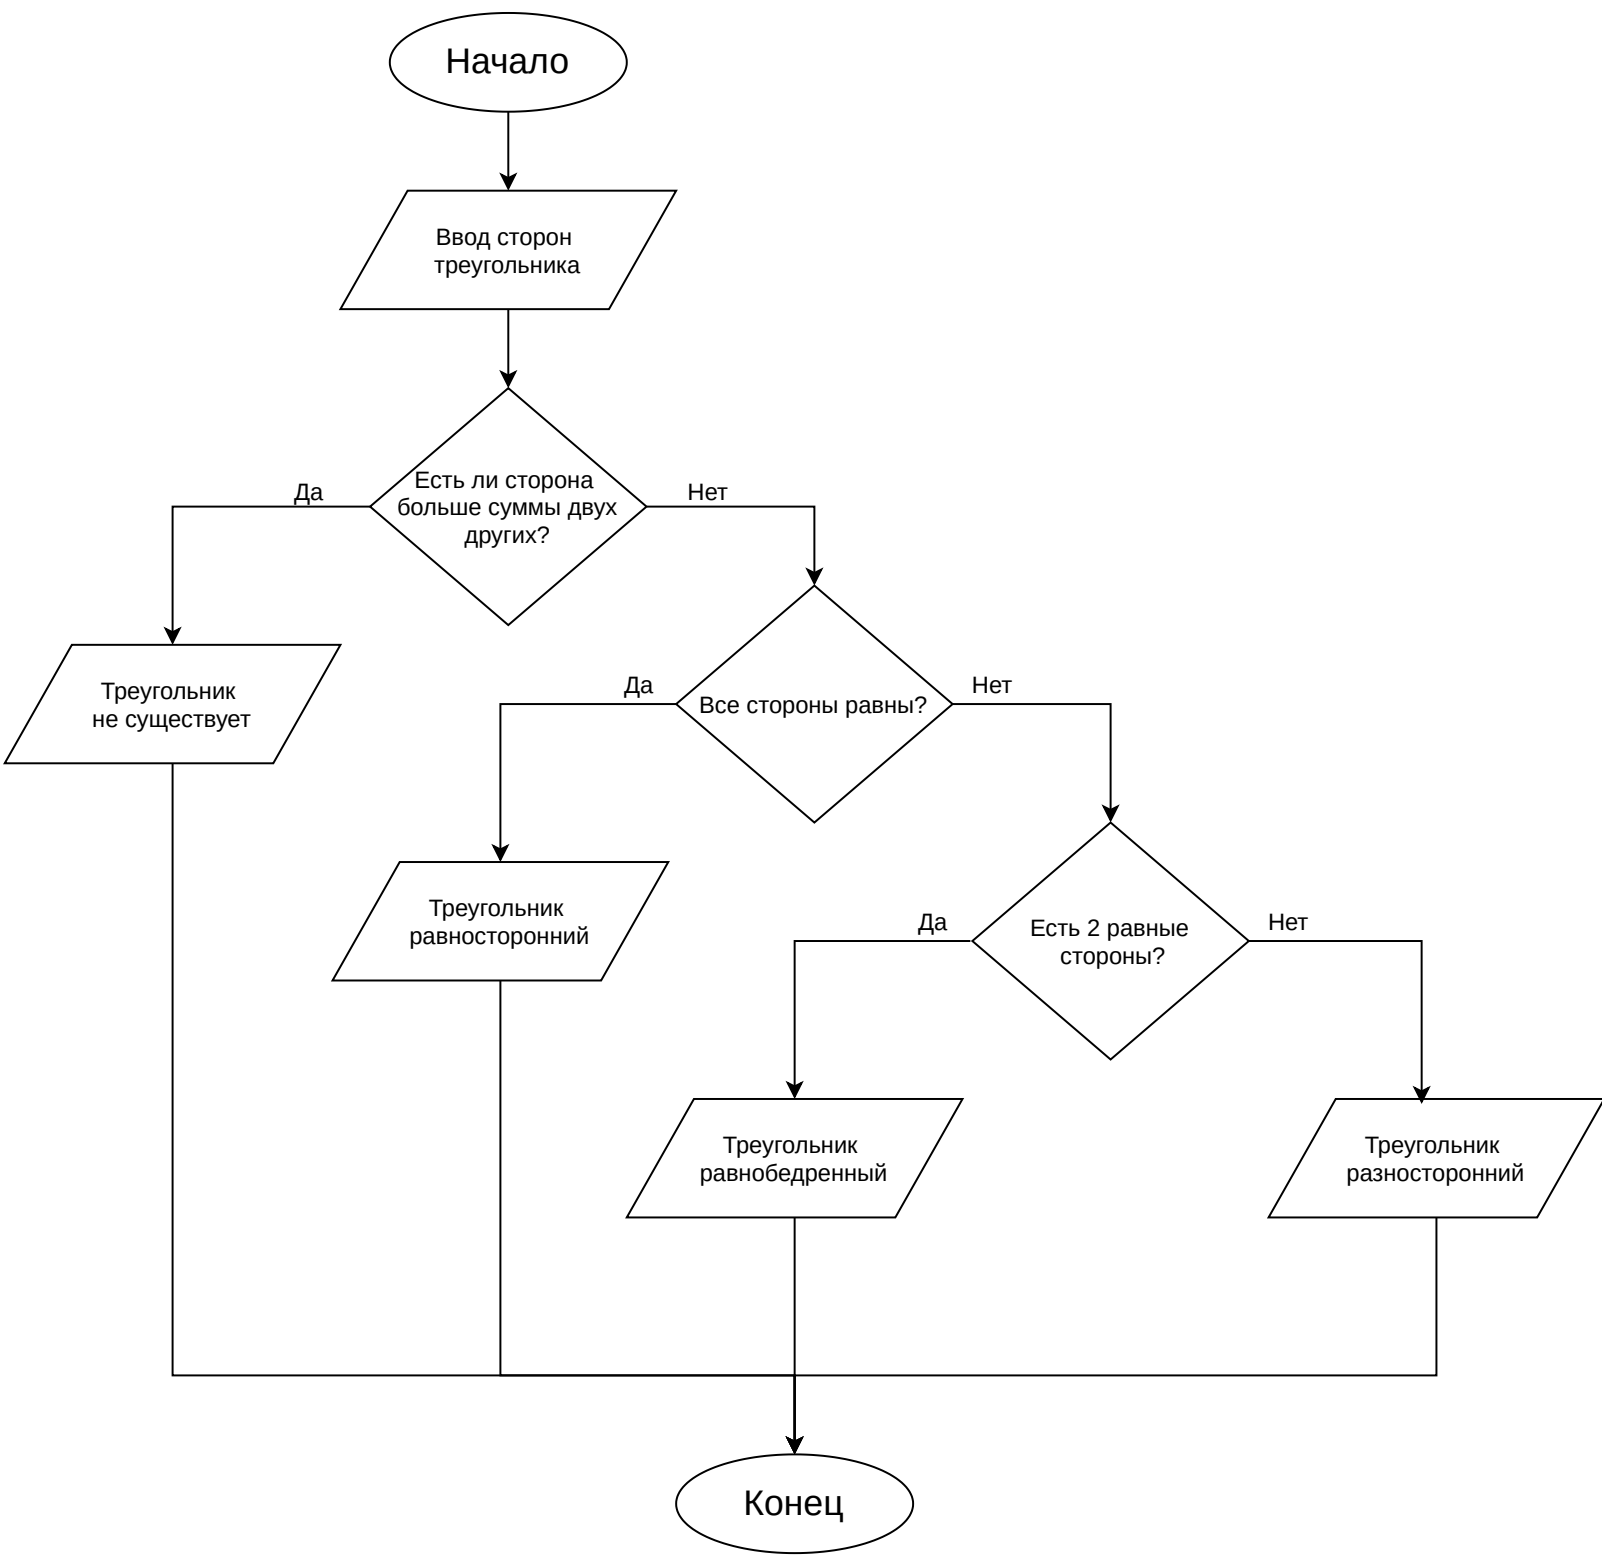 Начало
Ввод сторон
треугольника
Есть ли сторона
больше суммы двух
других?
Да
Нет
Треугольник
не существует
Все стороны равны?
Да
Нет
Треугольник
равносторонний
Есть 2 равные
стороны?
Да
Нет
Треугольник
равнобедренный
Треугольник
разносторонний
Конец